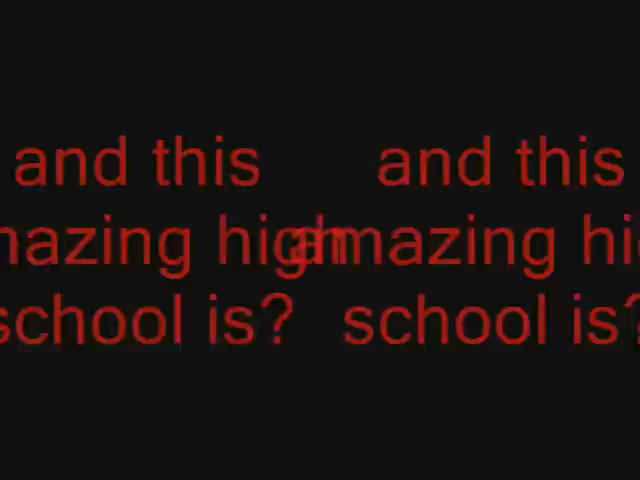 and this and this
mazing high amazing hi
school is? school is?